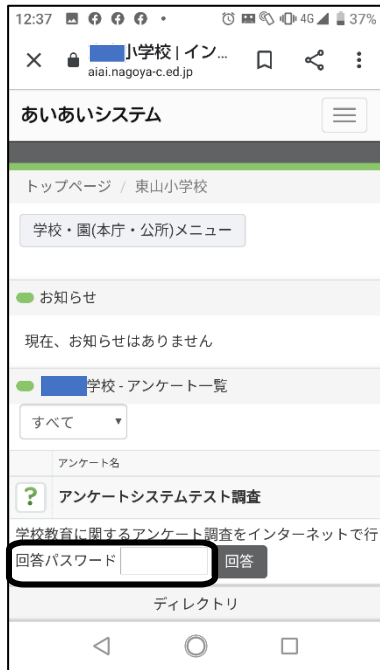 12:37 4G 37%
小学校 | イン...
aiai.nagoya-c.ed.jp
あいあいシステム
トップページ / 東山小学校
学校・園(本庁・公所)メニュー
お知らせ
現在、お知らせはありません
学校 - アンケート一覧
すべて
アンケート名
? アンケートシステムテスト調査
学校教育に関するアンケート調査をインターネットで行
回答パスワード 回答
ディレクトリ